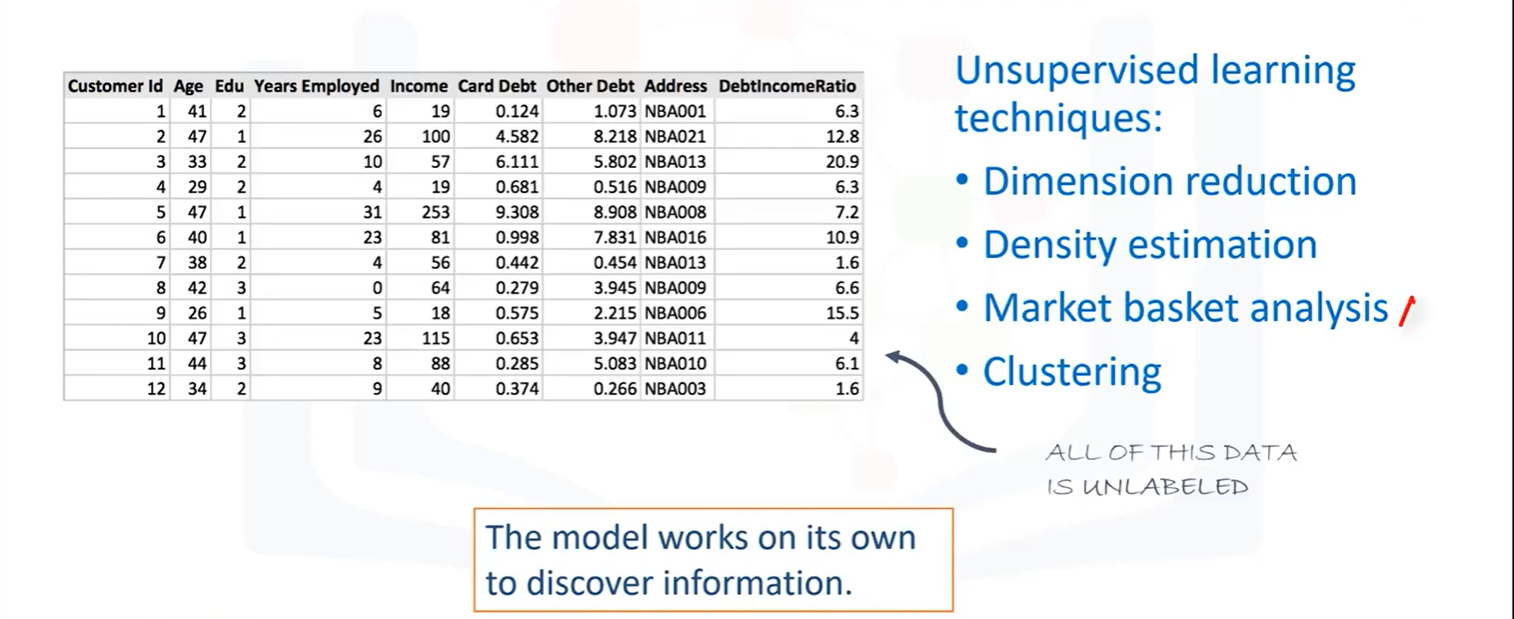 Customer Id Age Edu Years Employed Income Card Debt Other Debt Address DebtIncomeRatio
1 41 2 6 19 0.124 1.073 NBA001 6.3
2 47 1 26 100 4.582 8.218 NBA021 12.8
3 33 2 10 57 6.111 5.802 NBA013 20.9
4 29 2 4 19 0.681 0.516 NBA009 6.3
5 47 1 31 253 9.308 8.908 NBA008 7.2
6 40 1 23 81 0.998 7.831 NBA016 10.9
7 38 2 4 56 0.442 0.454 NBA013 1.6
8 42 3 0 64 0.279 3.945 NBA009 6.6
9 26 1 5 18 0.575 2.215 NBA006 15.5
10 47 3 23 115 0.653 3.947 NBA011 4
11 44 3 8 88 0.285 5.083 NBA010 6.1
12 34 2 9 40 0.374 0.266 NBA003 1.6
Unsupervised learning
techniques:
• Dimension reduction
• Density estimation
• Market basket analysis
• Clustering
ALL OF THIS DATA
IS UNLABELED
The model works on its own
to discover information.